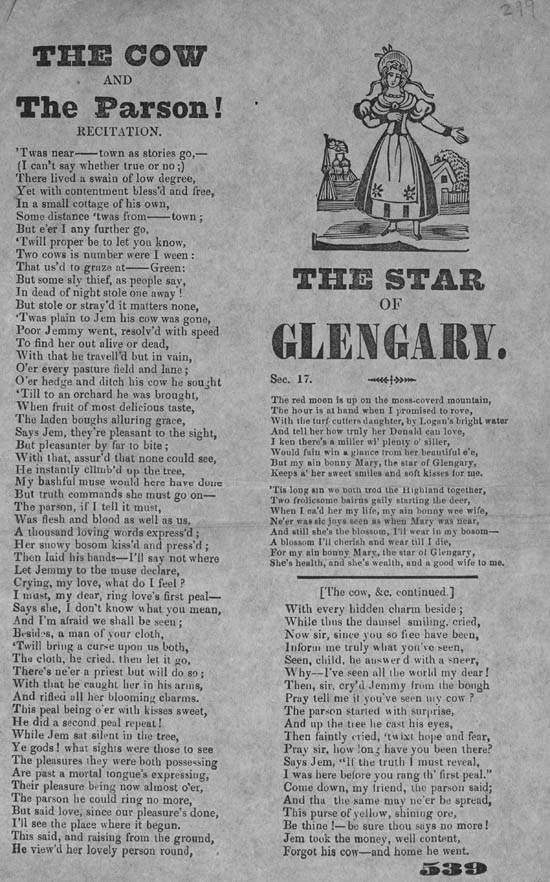 299
THE COW
AND
The Parson!
RECITATION.
'Twas near——town as stories go,—
(I can't say whether true or no;)
There lived a swain of low degree,
Yet with contentment bless'd and free,
In a small cottage of his own,
Some distance 'twas from——town;
But e'er I any further go,
'Twill proper be to let you know,
Two cows is number were I ween:
That us'd to graze at——Green:
But some sly thief, as people say,
In dead of night stole one away!
But stole or stray'd it matters none,
'Twas plain to Jem his cow was gone,
Poor Jemmy went, resolv'd with speed
To find her out alive or dead,
With that he travell'd but in vain,
O'er every pasture field and lane;
O'er hedge and ditch his cow he sought
'Till to an orchard he was brought,
When fruit of most delicious taste,
The laden boughs alluring grace,
Says Jem, they're pleasant to the sight,
But pleasanter by far to bite;
With that, assur'd that none could see,
He instantly climb'd up the tree,
My bashful muse would here have done
But truth commands she must go on—
The parson, if I tell it must,
Was flesh and blood as well as us,
A thousand loving words express'd;
Her snowy bosom kiss'd and press'd;
Then laid his hands—I'll say not where
Let Jemmy to the muse declare,
Crying, my love, what do I feel?
I must, my dear, ring love's first peal—
Says she, I don't know what you mean,
And I'm afraid we shall be seen;
Besides, a man of your cloth,
'Twill bring a curse upon us both,
The cloth, he cried, then let it go,
There's ne'er a priest but will do so;
With that he caught her in his arms,
And rifled all her blooming charms.
This peal being o'er with kisses sweet,
He did a second peal repeat!
While Jem sat silent in the tree,
Ye gods! what sights were those to see
The pleasures they were both possessing
Are past a mortal tongue's expressing,
Their pleasure being now almost o'er,
The parson he could ring no more,
But said love, since our pleasure's done,
I'll see the place where it begun.
This said, and raising from the ground,
He view'd her lovely person round,
THE STAR
OF
GLENGARY.
Sec. 17.
The red moon is up on the moss-coverd mountain,
The hour is at hand when I promised to rove,
With the turf-cutters daughter, by Logan's bright water
And tell her how truly her Donald can love,
I ken there's a miller wi' plenty o' siller,
Would fain win a glance from her beautiful e'e,
But my ain bonny Mary, the star of Glengary,
Keeps a' her sweet smiles and soft kisses for me.
'Tis long sin we both trod the Highland together,
Two frolicsome bairns gaily starting the deer,
When I ca'd her my life, my ain bonny wee wife,
Ne'er was sic joys seen as when Mary was near,
And still she's the blossom, I'll wear in my bosom—
A blossom I'll cherish and wear till I die,
For my ain bonny Mary, the star of Glengary,
She's health, and she's wealth, and a good wife to me.
[The cow, &c. continued.]
With every hidden charm beside;
While thus the damsel smiling, cried,
Now sir, since you so free have been,
Inform me truly what you've seen,
Seen, child, he answer'd with a sneer,
Why—I've seen all the world my dear!
Then, sir, cry'd Jemmy from the bough
Pray tell me it you've seen my cow?
The parson started with surprise,
And up the tree he cast his eyes,
Then faintly cried, 'twixt hope and fear,
Pray sir, how long have you been there?
Says Jem, "if the truth I must reveal,
I was here before you rang th' first peal."
Come down, my friend, the parson said;
And tha the same may ne'er be spread,
This purse of yellow, shining ore,
Be thine!—be sure thou says no more!
Jem took the money, well content,
Forgot his cow—and home he went.
539